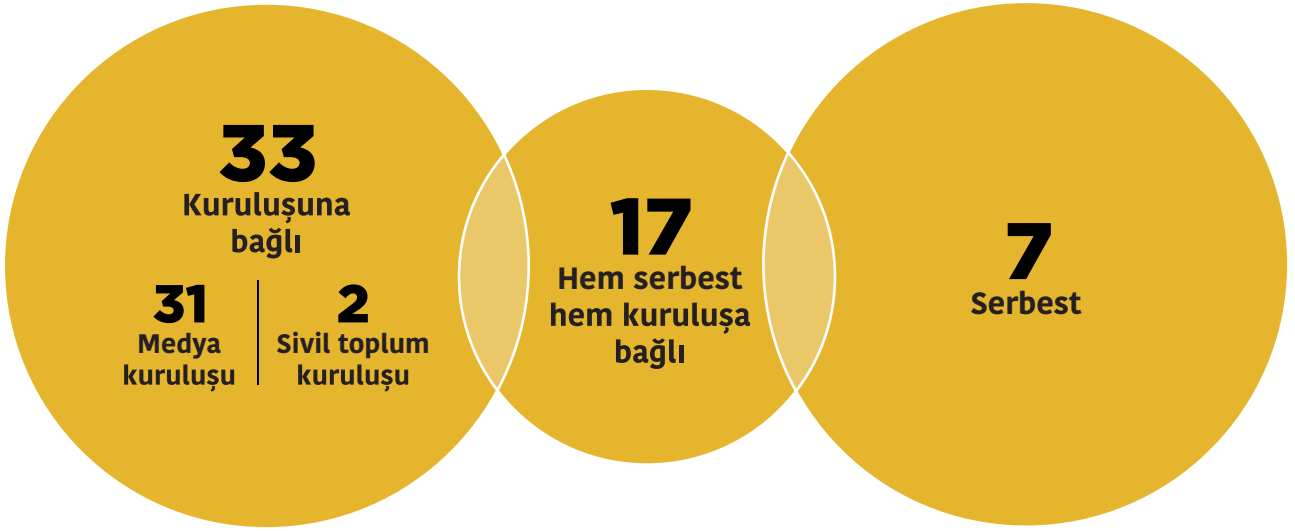 33
Kuruluşuna
bağlı
31
Medya
kuruluşu
2
Sivil toplum
kuruluşu
17
Hem serbest
hem kuruluşa
bağlı
7
Serbest